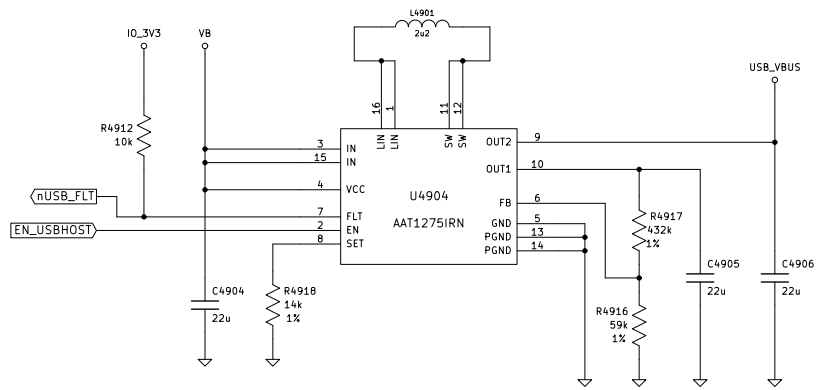 L4901
2u2
IO_3V3
VB
USB_VBUS
16
1
11
12
LIN
LIN
SW
SW
R4912
10k
3
IN
15
IN
4
VCC
7
FLT
2
EN
8
SET
U4904
AAT1275IRN
OUT2
9
OUT1
10
FB
6
GND
5
PGND
13
PGND
14
nUSB_FLT
EN_USBHOST
R4917
432k
1%
C4904
22u
R4918
14k
1%
R4916
59k
1%
C4905
22u
C4906
22u